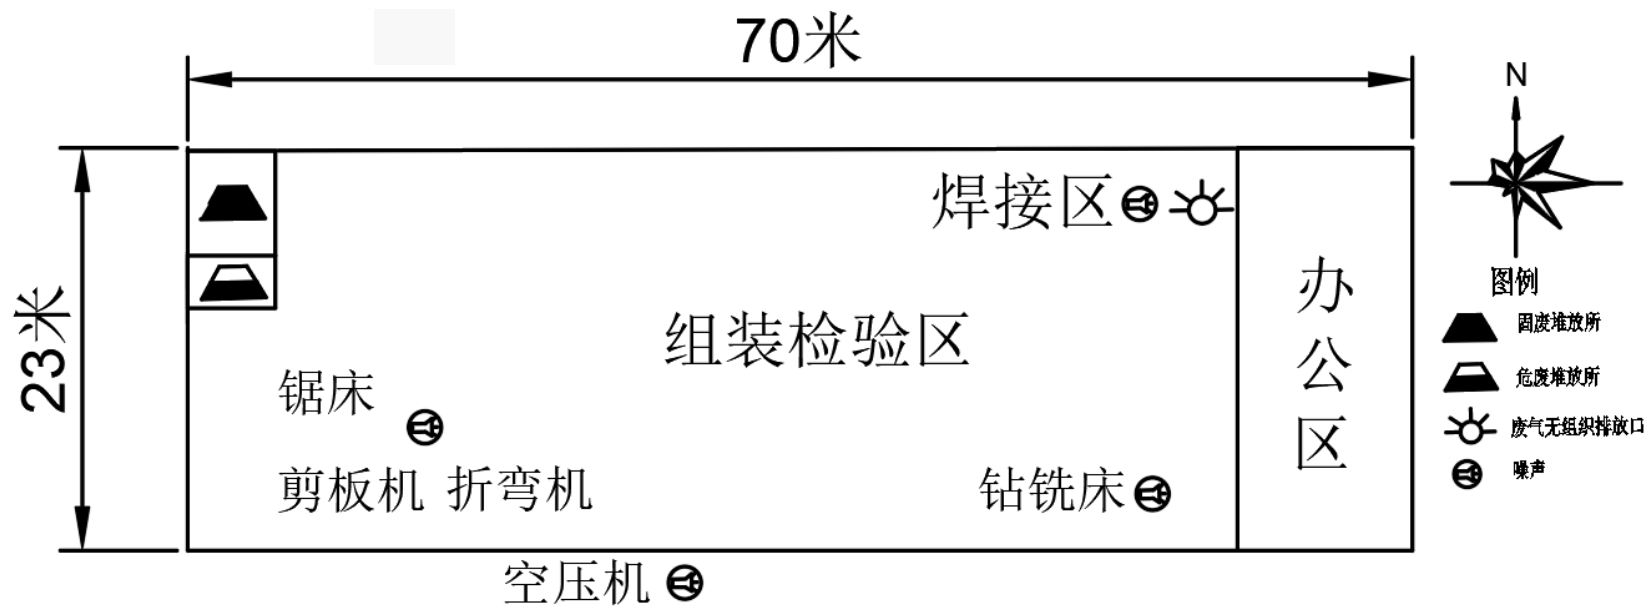 70米
N
焊接区
23米
办公区
图例
固废堆放所
组装检验区
危废堆放所
锯床
废气无组织排放口
剪板机 折弯机
钻铣床
噪声
空压机